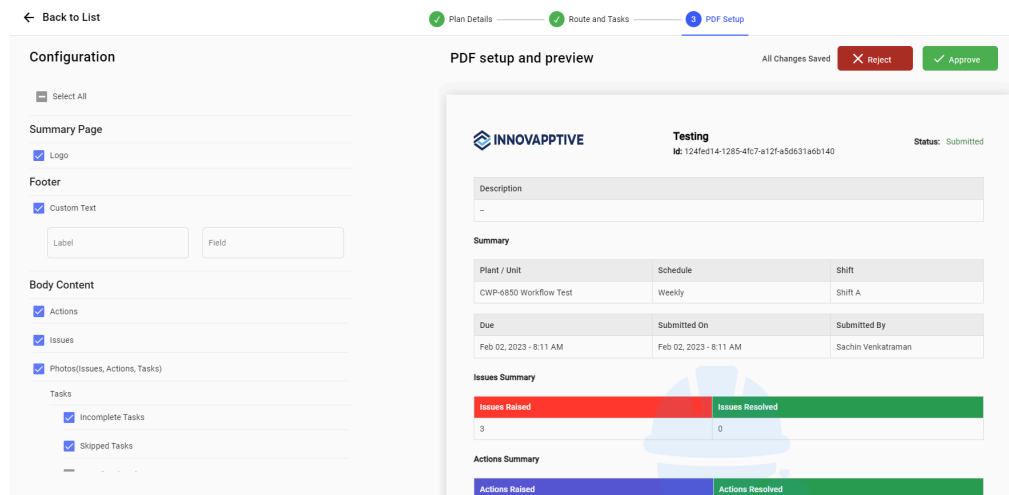 Back to List
Plan Details
Route and Tasks
3 PDF Setup
Configuration
Select All
Summary Page
Logo
Footer
Custom Text
Label Field
Body Content
Actions
Issues
Photos(Issues, Actions, Tasks)
Tasks
Incomplete Tasks
Skipped Tasks
PDF setup and preview
All Changes Saved
Reject
Approve
INNOVAPPTIVE
Testing
Id: 124fed14-1285-4fc7-a12f-a5d631a6b140
Status: Submitted
Description
–
Summary
Plant / Unit Schedule Shift
CWP-6850 Workflow Test Weekly Shift A
Due Submitted On Submitted By
Feb 02, 2023 - 8:11 AM Feb 02, 2023 - 8:11 AM Sachin Venkatraman
Issues Summary
Issues Raised Issues Resolved
3 0
Actions Summary
Actions Raised Actions Resolved